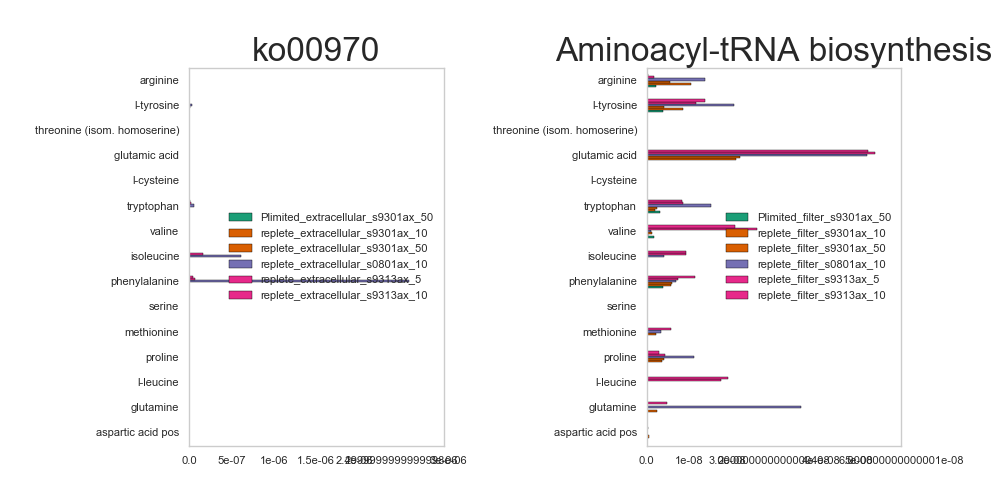 ko00970
arginine
l-tyrosine
threonine (isom. homoserine)
glutamic acid
l-cysteine
tryptophan
valine
isoleucine
phenylalanine
serine
methionine
proline
l-leucine
glutamine
aspartic acid pos
Plimited_extracellular_s9301ax_50
replete_extracellular_s9301ax_10
replete_extracellular_s9301ax_50
replete_extracellular_s0801ax_10
replete_extracellular_s9313ax_5
replete_extracellular_s9313ax_10
0.0 5e-07 1e-06
Aminoacyl-tRNA biosynthesis
arginine
l-tyrosine
threonine (isom. homoserine)
glutamic acid
l-cysteine
tryptophan
valine
isoleucine
phenylalanine
serine
methionine
proline
l-leucine
glutamine
aspartic acid pos
Plimited_filter_s9301ax_50
replete_filter_s9301ax_10
replete_filter_s9301ax_50
replete_filter_s0801ax_10
replete_filter_s9313ax_5
replete_filter_s9313ax_10
0.0 1e-08